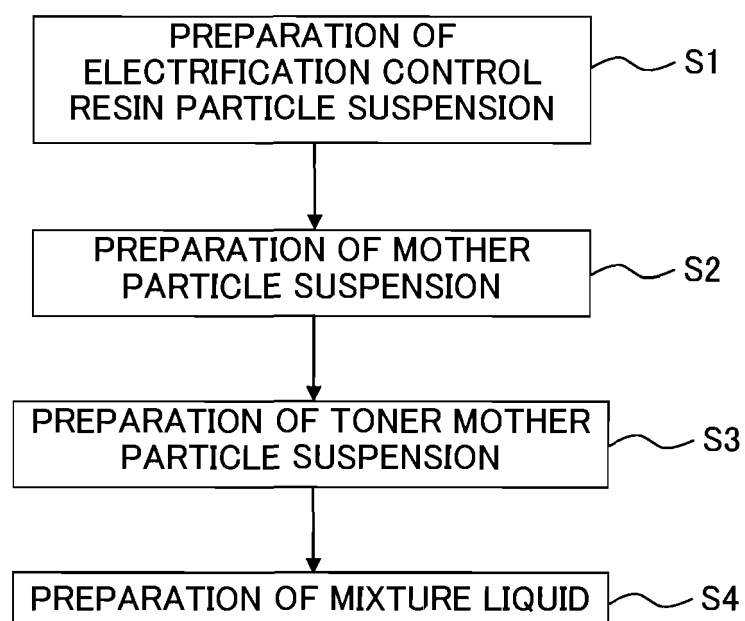 PREPARATION OF
ELECTRIFICATION CONTROL
RESIN PARTICLE SUSPENSION
S1
PREPARATION OF MOTHER
PARTICLE SUSPENSION
S2
PREPARATION OF TONER MOTHER
PARTICLE SUSPENSION
S3
PREPARATION OF MIXTURE LIQUID
S4